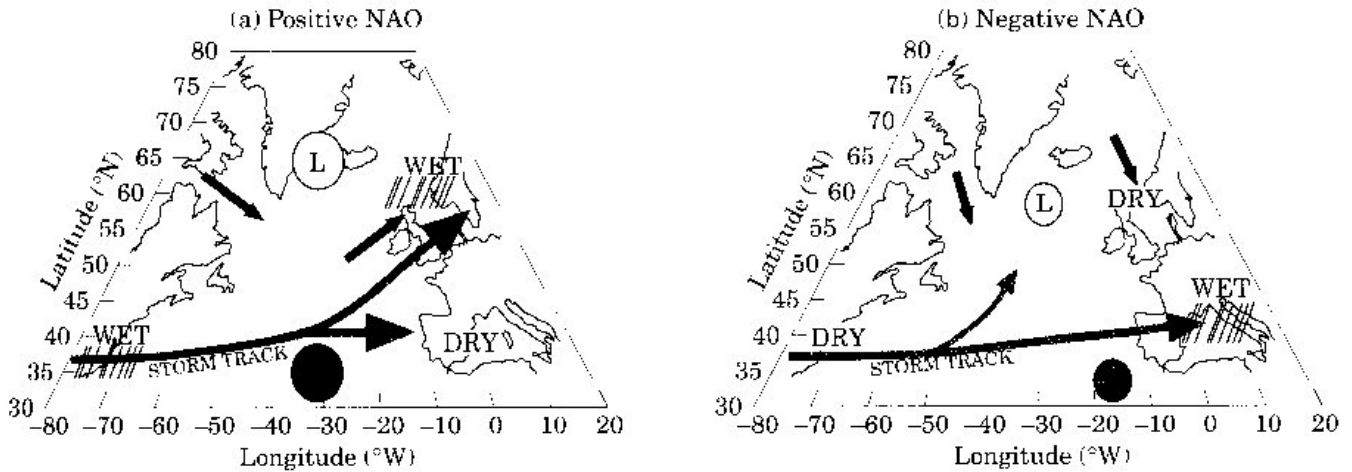 (a) Positive NAO
80
75
70
65
60
55
50
45
40
35
30
Latitude (°N)
L
WET
WET
DRY
STORM TRACK
–80 –70 –60 –50 –40 –30 –20 –10 0 10 20
Longitude (°W)
(b) Negative NAO
80
75
70
65
60
55
50
45
40
35
30
Latitude (°N)
L
DRY
WET
DRY
STORM TRACK
–80 –70 –60 –50 –40 –30 –20 –10 0 10 20
Longitude (°W)